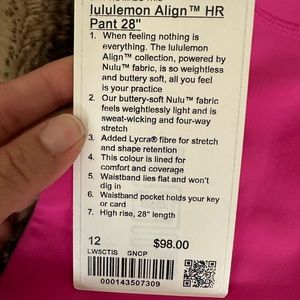 lululemon Align™ HR
Pant 28"
1. When feeling nothing is
everything. The lululemon
Align™ collection, powered by
Nulu™ fabric, is so weightless
and buttery soft, all you feel
is your practice
2. Our buttery-soft Nulu™ fabric
feels weightlessly light and is
sweat-wicking and four-way
stretch
3. Added Lycra® fibre for stretch
and shape retention
4. This colour is lined for
comfort and coverage
5. Waistband lies flat and won't
dig in
6. Waistband pocket holds your
key or card
7. High rise, 28" length
12 $98.00
LW5CTIS SNCP
000143507309